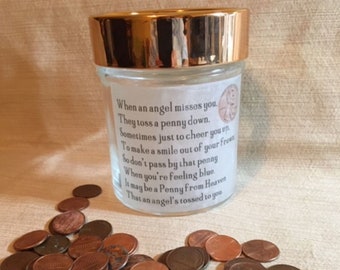 When an angel misses you,
They toss a penny down.
Sometimes just to cheer you up,
To make a smile out of your frown
So don't pass by that penny
When you're feeling blue
It may be a Penny from Heaven
That an angel's tossed to you.